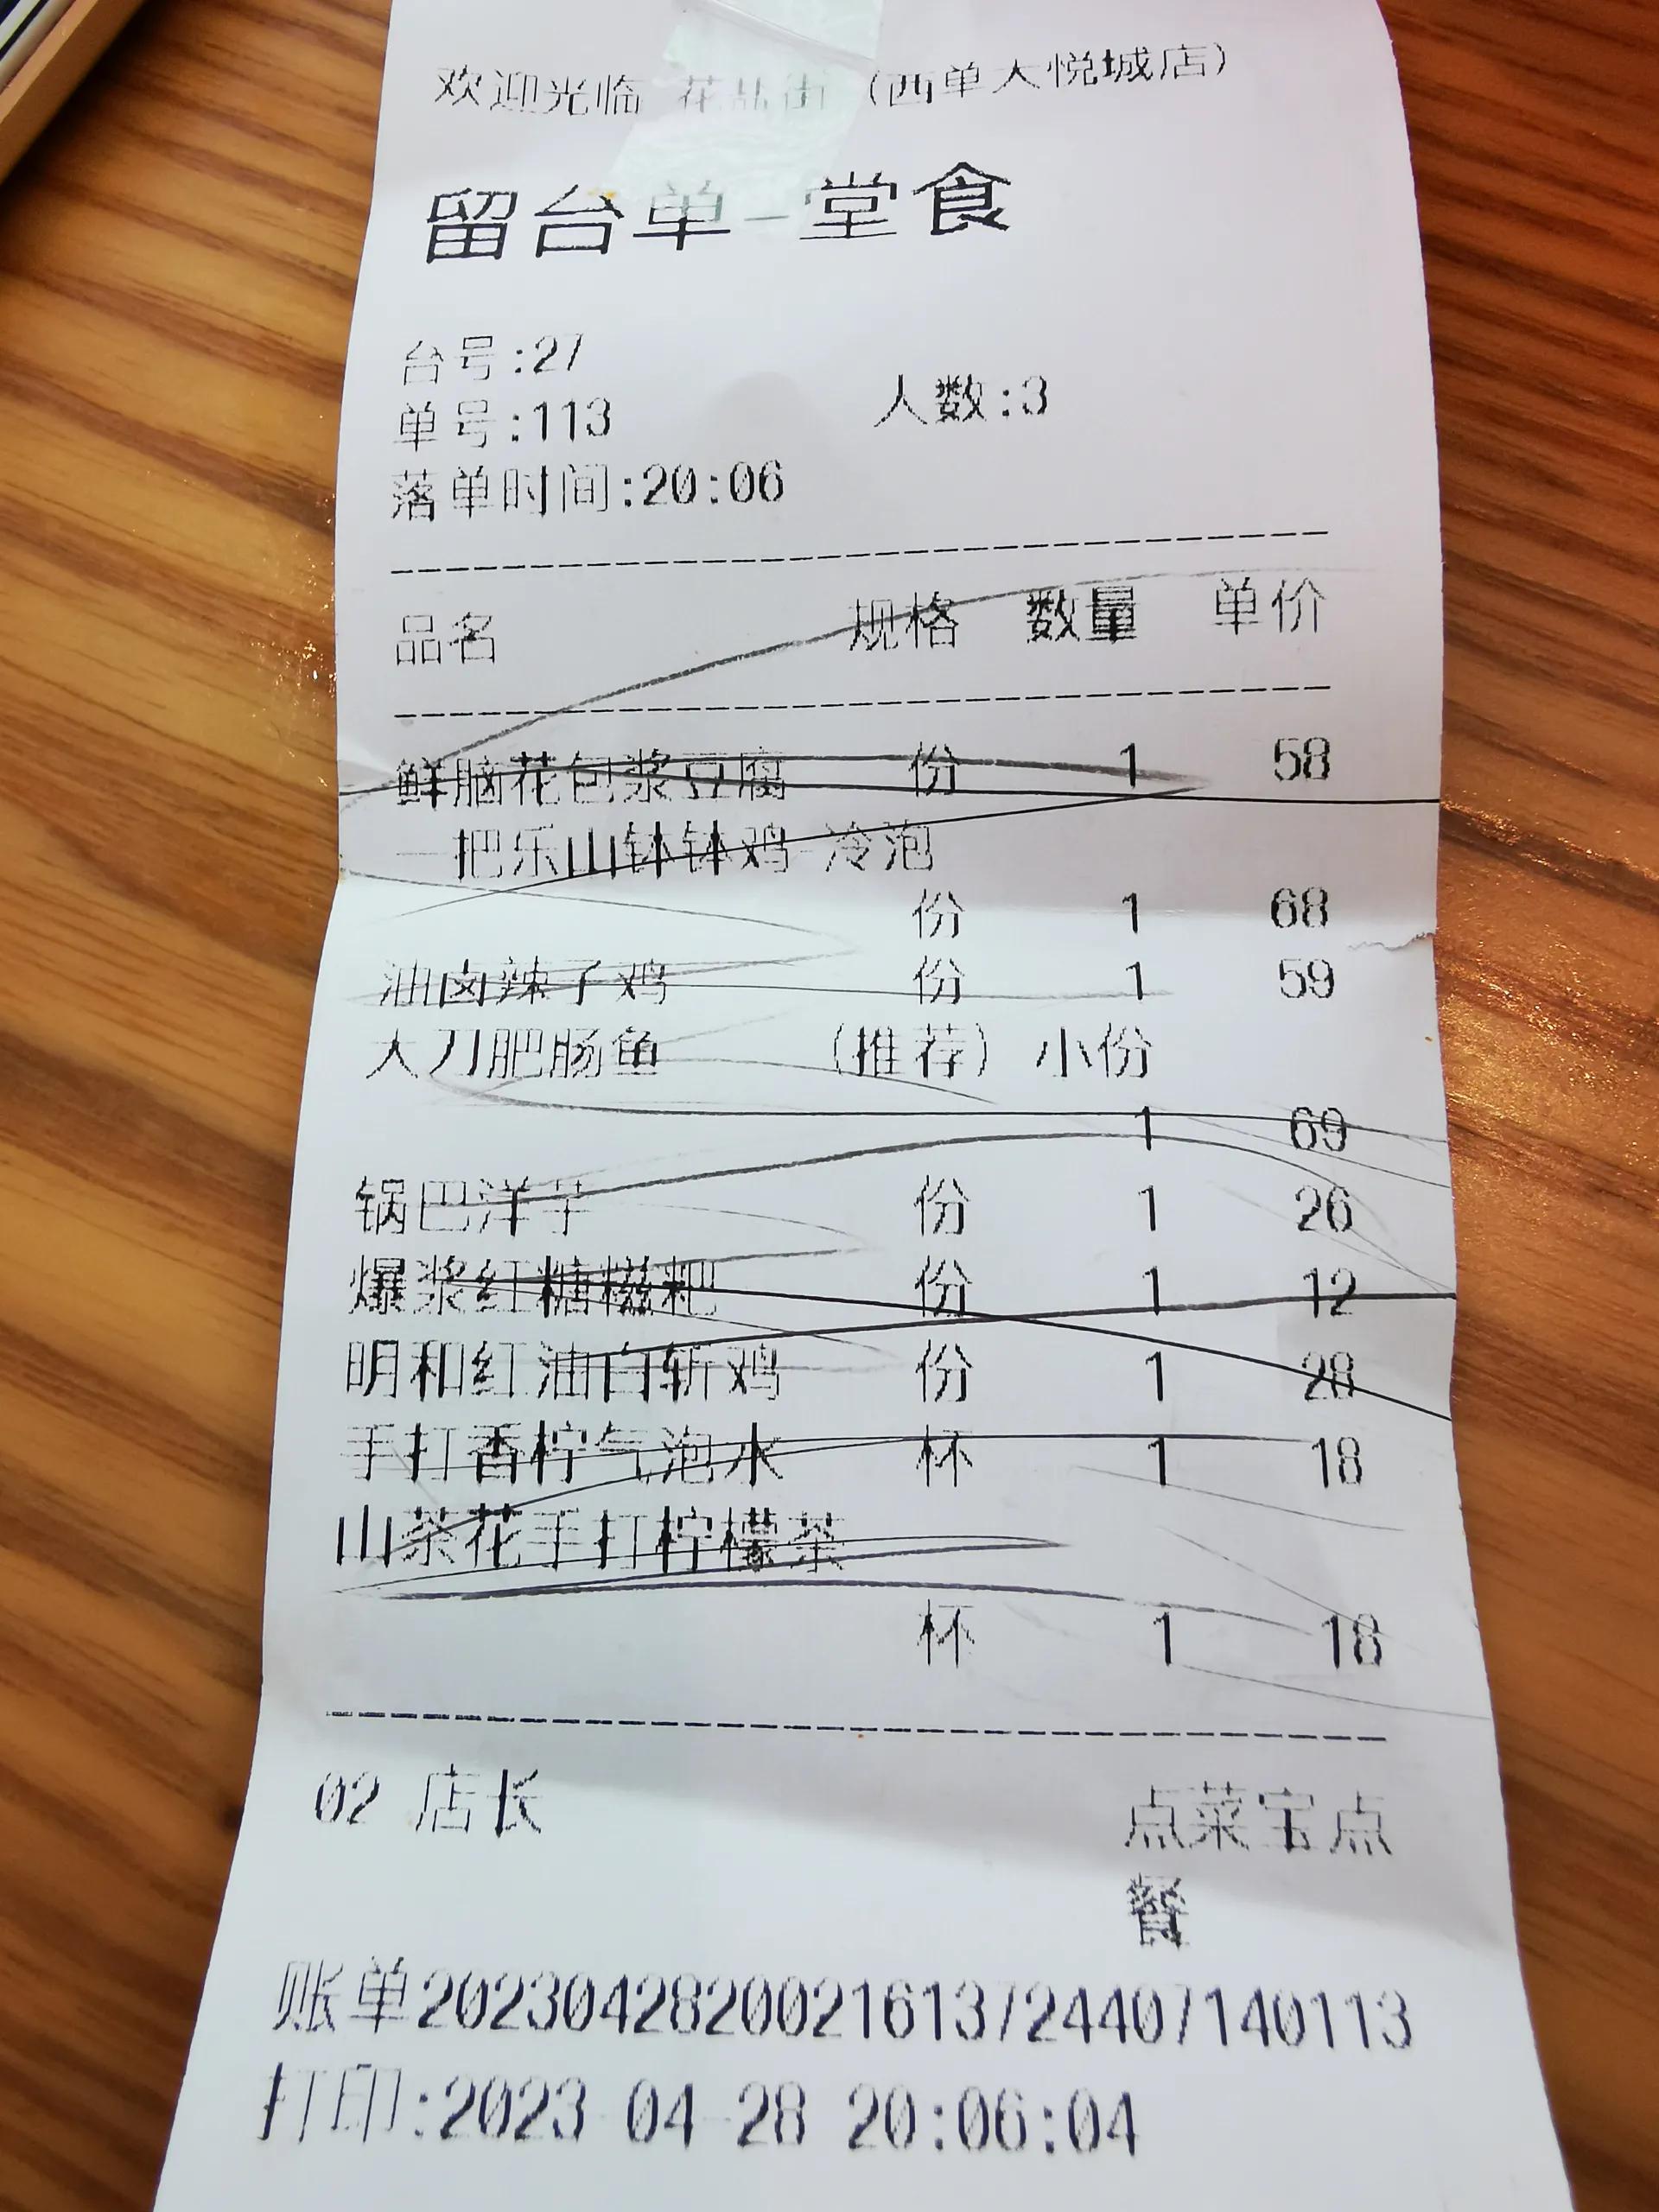 欢迎光临 花品街（西单大悦城店）
留台单-堂食
台号:27
单号:113 人数:3
落单时间:20:06
品名 规格 数量 单价
鲜脑花包浆豆腐 份 1 58
一把乐山钵钵鸡-冷泡
份 1 68
油卤辣子鸡 份 1 59
大刀肥肠鱼 （推荐）小份
1 69
锅巴洋芋 份 1 26
爆浆红糖糍粑 份 1 12
明和红油白斩鸡 份 1 28
手打香柠气泡水 杯 1 18
山茶花手打柠檬茶
杯 1 18
02 店长 点菜宝点
餐
账单2023042820021613724407140113
打印:2023-04-28 20:06:04